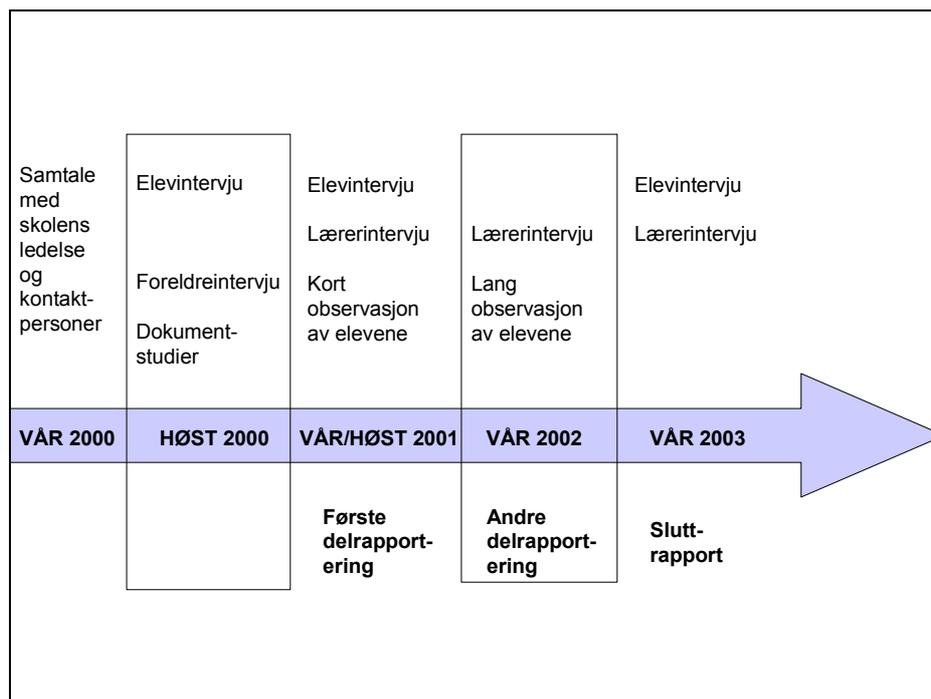 Samtale
med
skolens
ledelse
og
kontakt-
personer
Elevintervju
Foreldreintervju
Dokument-
studier
Elevintervju
Lærerintervju
Kort
observasjon
av elevene
Lærerintervju
Lang
observasjon
av elevene
Elevintervju
Lærerintervju
VÅR 2000
HØST 2000
VÅR/HØST 2001
VÅR 2002
VÅR 2003
Første
delrapport-
ering
Andre
delrapport-
ering
Slutt-
rapport